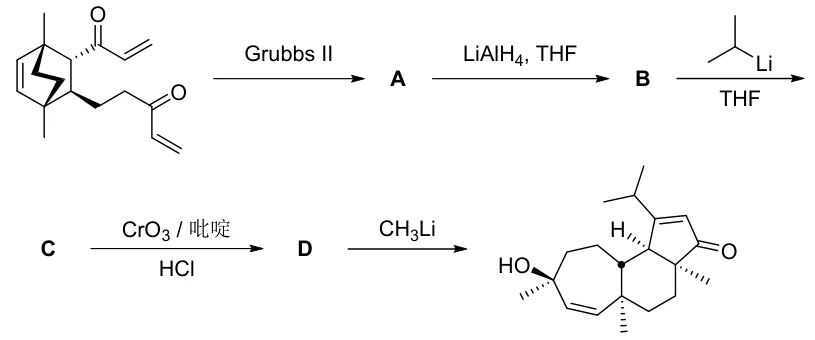 O
O
Grubbs II
A
LiAlH₄, THF
B
Li
THF
C
CrO₃ / 吡啶
HCl
D
CH₃Li
H
O
HO